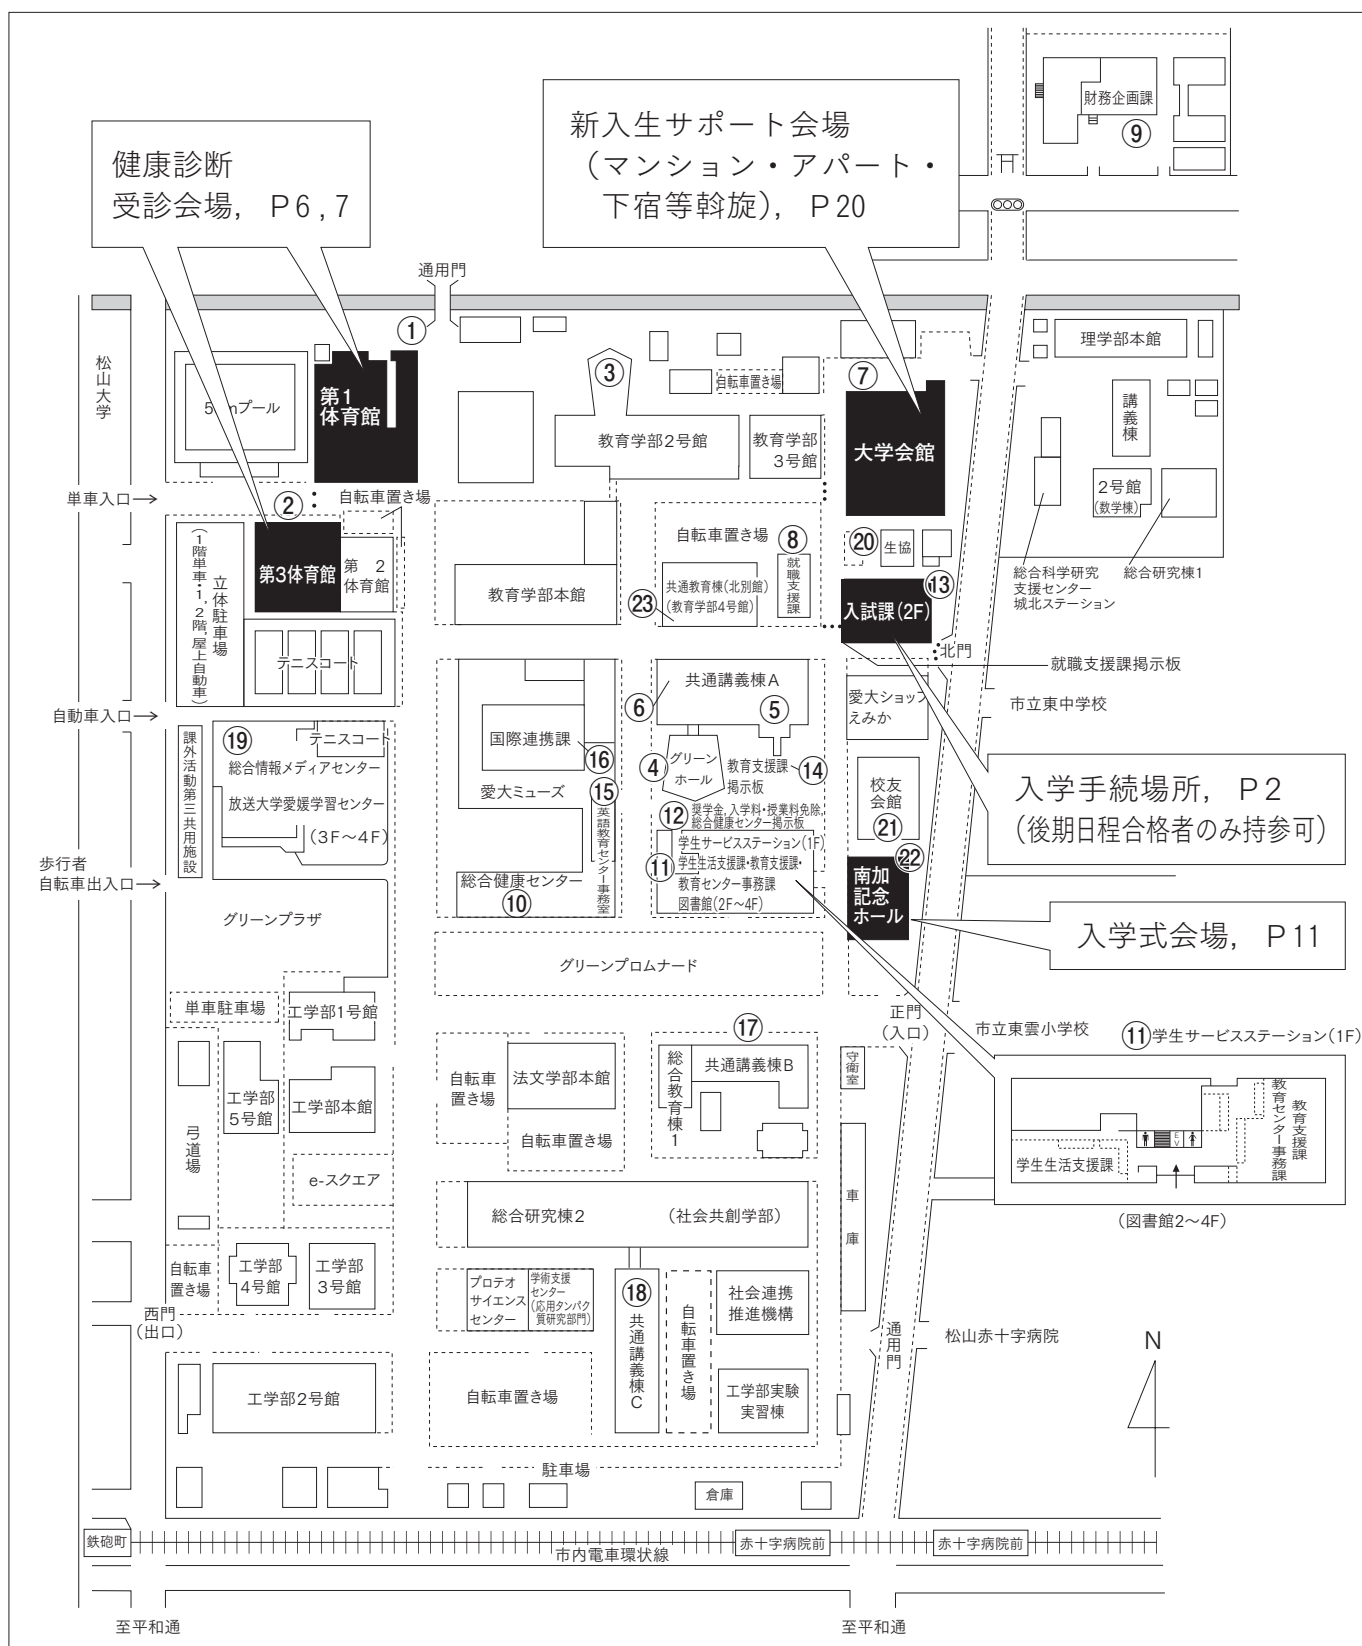 財務企画課
⑨
新入生サポート会場
（マンション・アパート・
下宿等斡旋）, P20
健康診断
受診会場, P6,7
通用門
①
松山大学
50mプール
第1
体育館
③
自転車置き場
⑦
理学部本館
講義棟
大学会館
教育学部2号館
教育学部
3号館
2号館
(数学棟)
単車入口
②
自転車置き場
自転車置き場
⑧
就職支援課
⑳
生協
⑬
総合科学研究
支援センター
城北ステーション
総合研究棟1
立体駐車場
(1階単車・1,2階,屋上自動車)
第3体育館
第2
体育館
教育学部本館
㉓
共通教育棟(北別館)
(教育学部4号館)
入試課(2F)
北門
就職支援課掲示板
テニスコート
共通講義棟A
⑥
⑤
愛大ショップ
えみか
市立東中学校
自動車入口
課外活動第三共用施設
⑲
テニスコート
総合情報メディアセンター
放送大学愛媛学習センター
(3F～4F)
国際連携課
⑯
愛大ミューズ
⑮
英語教育センター事務室
④
グリーン
ホール
教育支援課
掲示板
⑭
校友
会館
㉑
入学手続場所, P2
(後期日程合格者のみ持参可)
⑫
奨学金,入学料・授業料免除,
総合健康センター掲示板
学生サービスステーション(1F)
⑪
学生生活支援課・教育支援課・
教育センター事務課
図書館(2F～4F)
㉒
南加
記念
ホール
歩行者
自転車出入口
総合健康センター
⑩
グリーンプラザ
入学式会場, P11
グリーンプロムナード
単車駐車場
工学部1号館
正門
(入口)
市立東雲小学校
⑪学生サービスステーション(1F)
⑰
守衛室
総合教育棟1
共通講義棟B
自転車
置き場
法文学部本館
自転車置き場
弓道場
工学部
5号館
工学部本館
e-スクエア
学生生活支援課
EV
教育センター事務課
教育支援課
(図書館2～4F)
車庫
総合研究棟2
(社会共創学部)
自転車
置き場
工学部
4号館
工学部
3号館
プロテオ
サイエンス
センター
学術支援
センター
(応用タンパク
質研究部門)
⑱
共通講義棟C
自転車置き場
社会連携
推進機構
西門
(出口)
通用門
松山赤十字病院
N
工学部2号館
自転車置き場
工学部実験
実習棟
駐車場
倉庫
鉄砲町
市内電車環状線
赤十字病院前
赤十字病院前
至平和通
至平和通